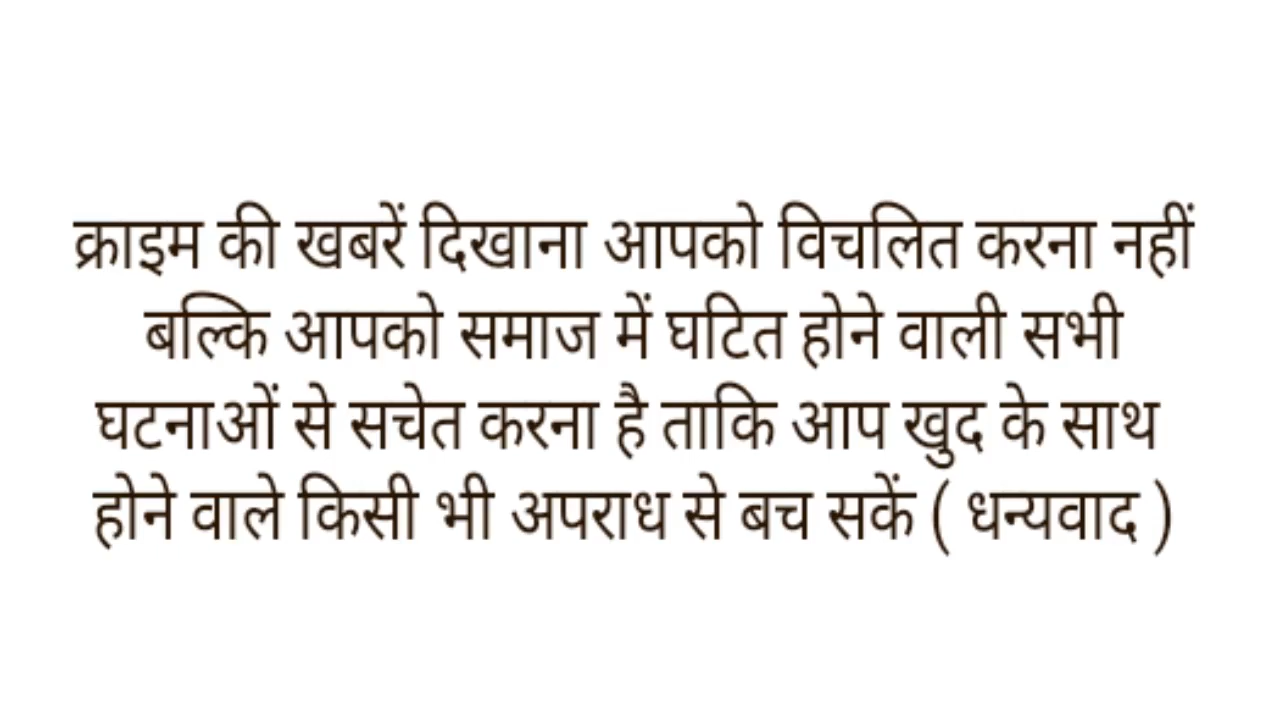 क्राइम की खबरें दिखाना आपको विचलित करना नहीं
बल्कि आपको समाज में घटित होने वाली सभी
घटनाओं से सचेत करना है ताकि आप खुद के साथ
होने वाले किसी भी अपराध से बच सकें ( धन्यवाद )